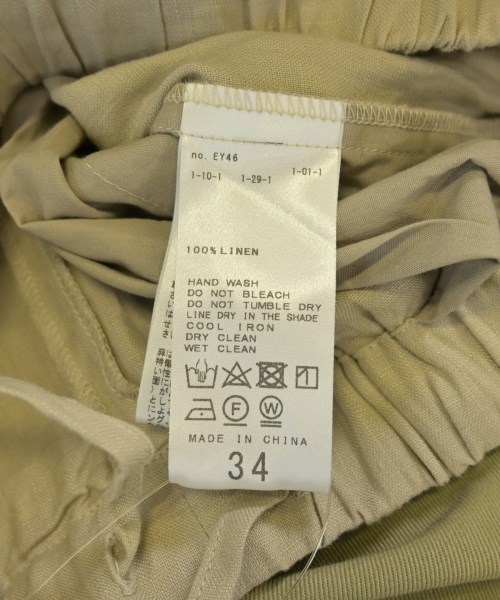 no. EY46
1-10-1 1-29-1 1-01-1
100% LINEN
HAND WASH
DO NOT BLEACH
DO NOT TUMBLE DRY
LINE DRY IN THE SHADE
COOL IRON
DRY CLEAN
WET CLEAN
F W
MADE IN CHINA
34